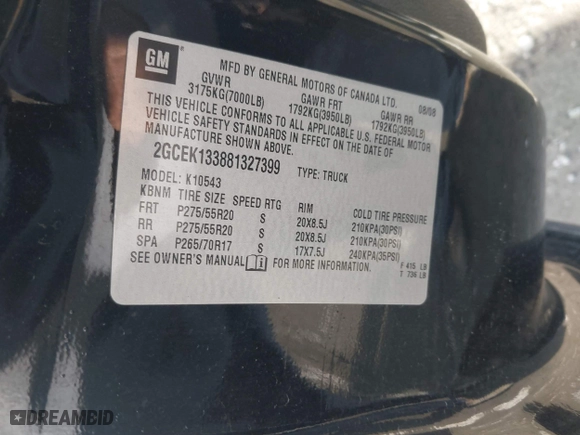 GM
MFD BY GENERAL MOTORS OF CANADA LTD.
08/08
GVWR GAWR FRT GAWR RR
3175KG(7000LB) 1792KG(3950LB) 1792KG(3950LB)
THIS VEHICLE CONFORMS TO ALL APPLICABLE U.S. FEDERAL MOTOR
VEHICLE SAFETY STANDARDS IN EFFECT ON THE DATE OF
MANUFACTURE SHOWN ABOVE.
2GCEK133881327399 TYPE: TRUCK
MODEL: K10543
KBNM TIRE SIZE SPEED RTG RIM COLD TIRE PRESSURE
FRT P275/55R20 S 20X8.5J 210KPA(30PSI)
RR P275/55R20 S 20X8.5J 210KPA(30PSI)
SPA P265/70R17 S 17X7.5J 240KPA(35PSI)
SEE OWNER'S MANUAL FOR MORE INFORMATION.
F 415 LB
T 736 LB
DREAMBID